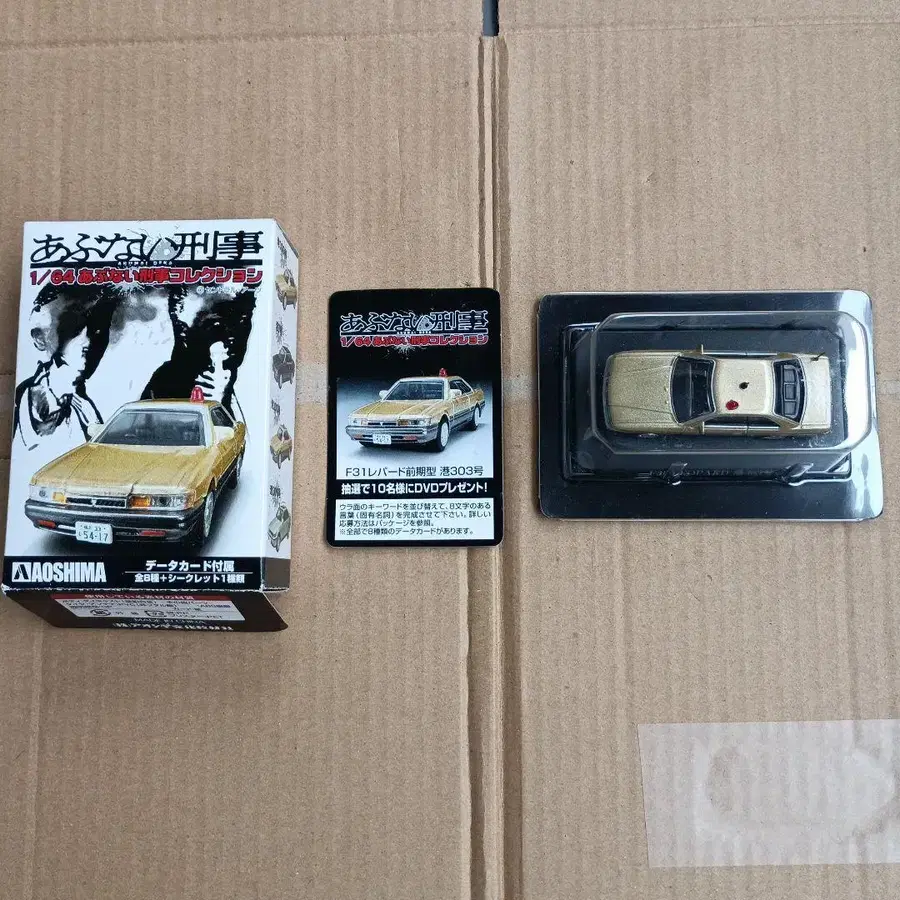 あぶない刑事
1/64 あぶない刑事コレクション
54-17
AOSHIMA
データカード付属
全8種+シークレット1種類
MADE IN CHINA
あぶない刑事
1/64 あぶない刑事コレクション
F31レパード前期型 港303号
抽選で10名様にDVDプレゼント!
ウラ面のキーワードを並び替えて、8文字のある
言葉(固有名詞)を完成させて下さい。詳しい
応募方法はパッケージを参照。
※全部で8種類のデータカードがあります。